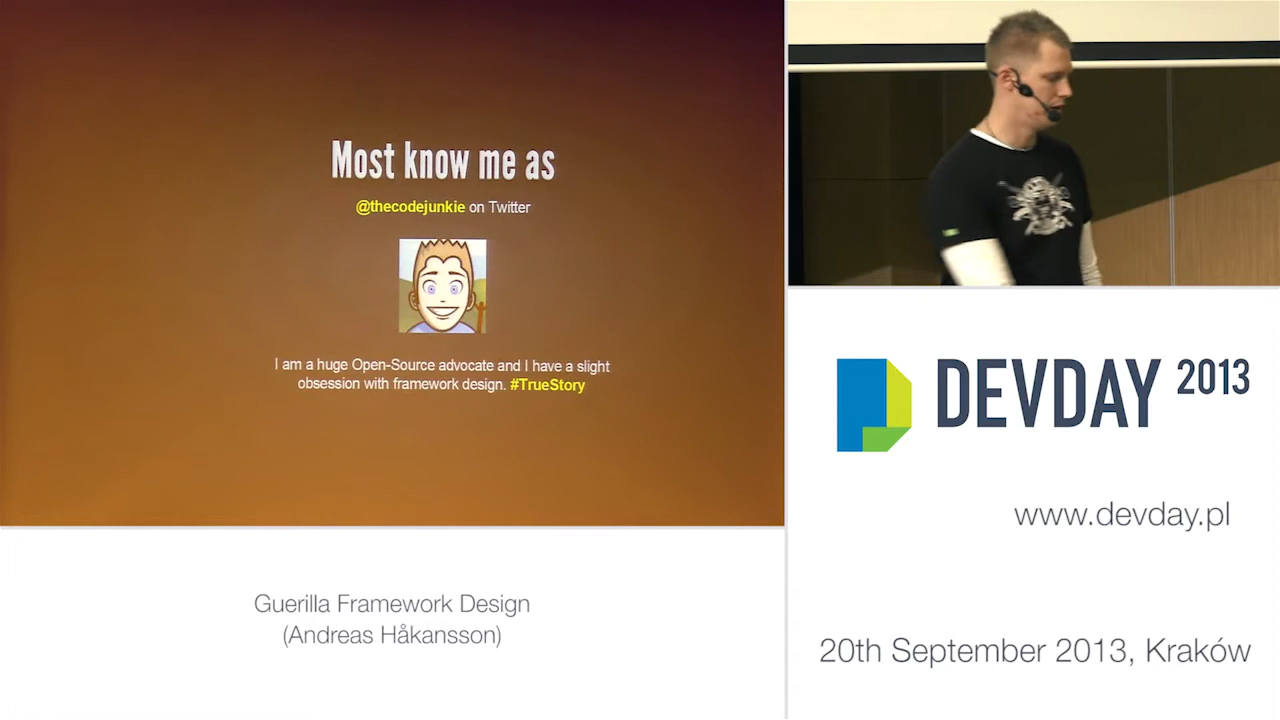 Most know me as
@thecodejunkie on Twitter
I am a huge Open-Source advocate and I have a slight
obsession with framework design. #TrueStory
Guerilla Framework Design
(Andreas Håkansson)
DEVDAY 2013
www.devday.pl
20th September 2013, Kraków